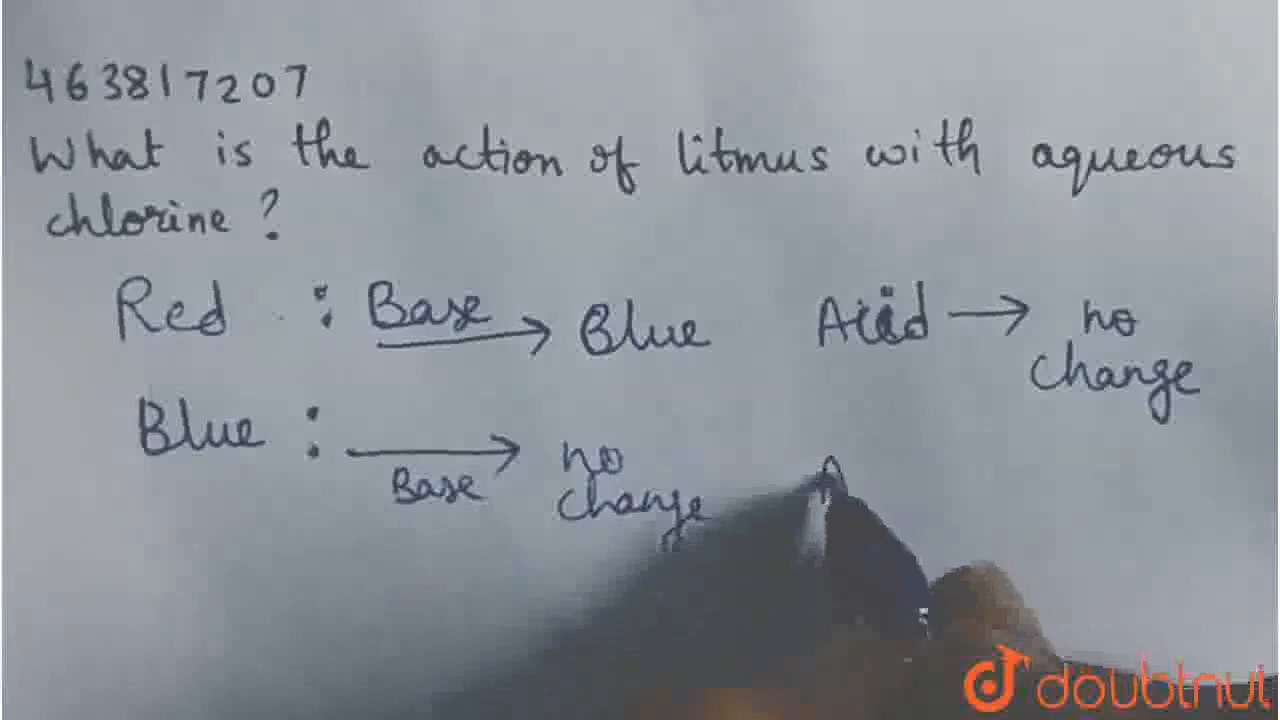 463817207
What is the action of litmus with aqueous
chlorine?
Red : Base → Blue Acid → no
change
Blue : → no
Base change
A
doubtnut